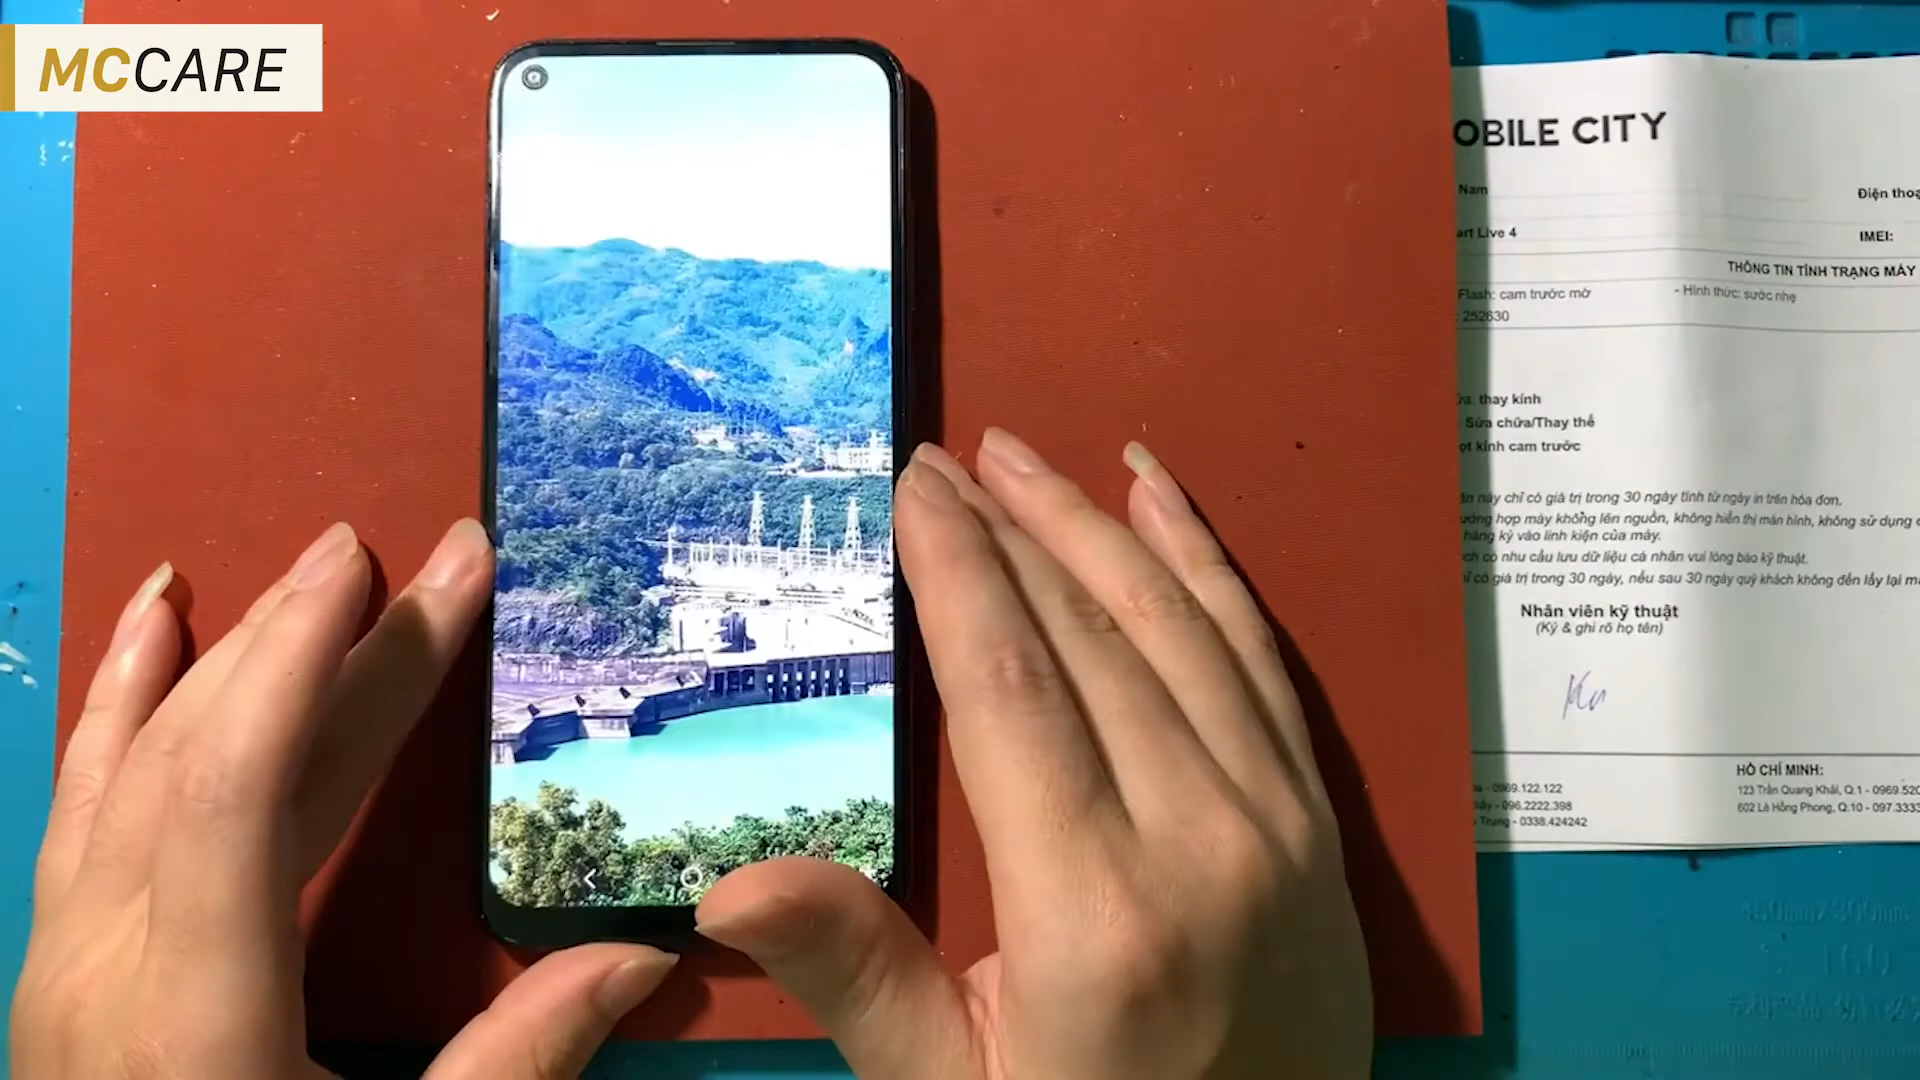 MCCARE
OBILE CITY
Nam
Điện thoạ
art Live 4
IMEI:
THÔNG TIN TÌNH TRẠNG MÁY
Flash: cam trước mờ
- Hình thức: sước nhẹ
: 252630
ữa: thay kính
Sửa chữa/Thay thế
ọt kính cam trước
ận này chỉ có giá trị trong 30 ngày tính từ ngày in trên hóa đơn.
ường hợp máy không lên nguồn, không hiển thị màn hình, không sử dụng
hàng ký vào linh kiện của máy.
ch có nhu cầu lưu dữ liệu cá nhân vui lòng báo kỹ thuật.
ỉ có giá trị trong 30 ngày, nếu sau 30 ngày quý khách không đến lấy lại
Nhân viên kỹ thuật
(Ký & ghi rõ họ tên)
HỒ CHÍ MINH:
- 0969.122.122
123 Trần Quang Khải, Q.1 - 0969.520
- 096.2222.398
602 Lê Hồng Phong, Q.10 - 097.3333
Trung - 0338.424242